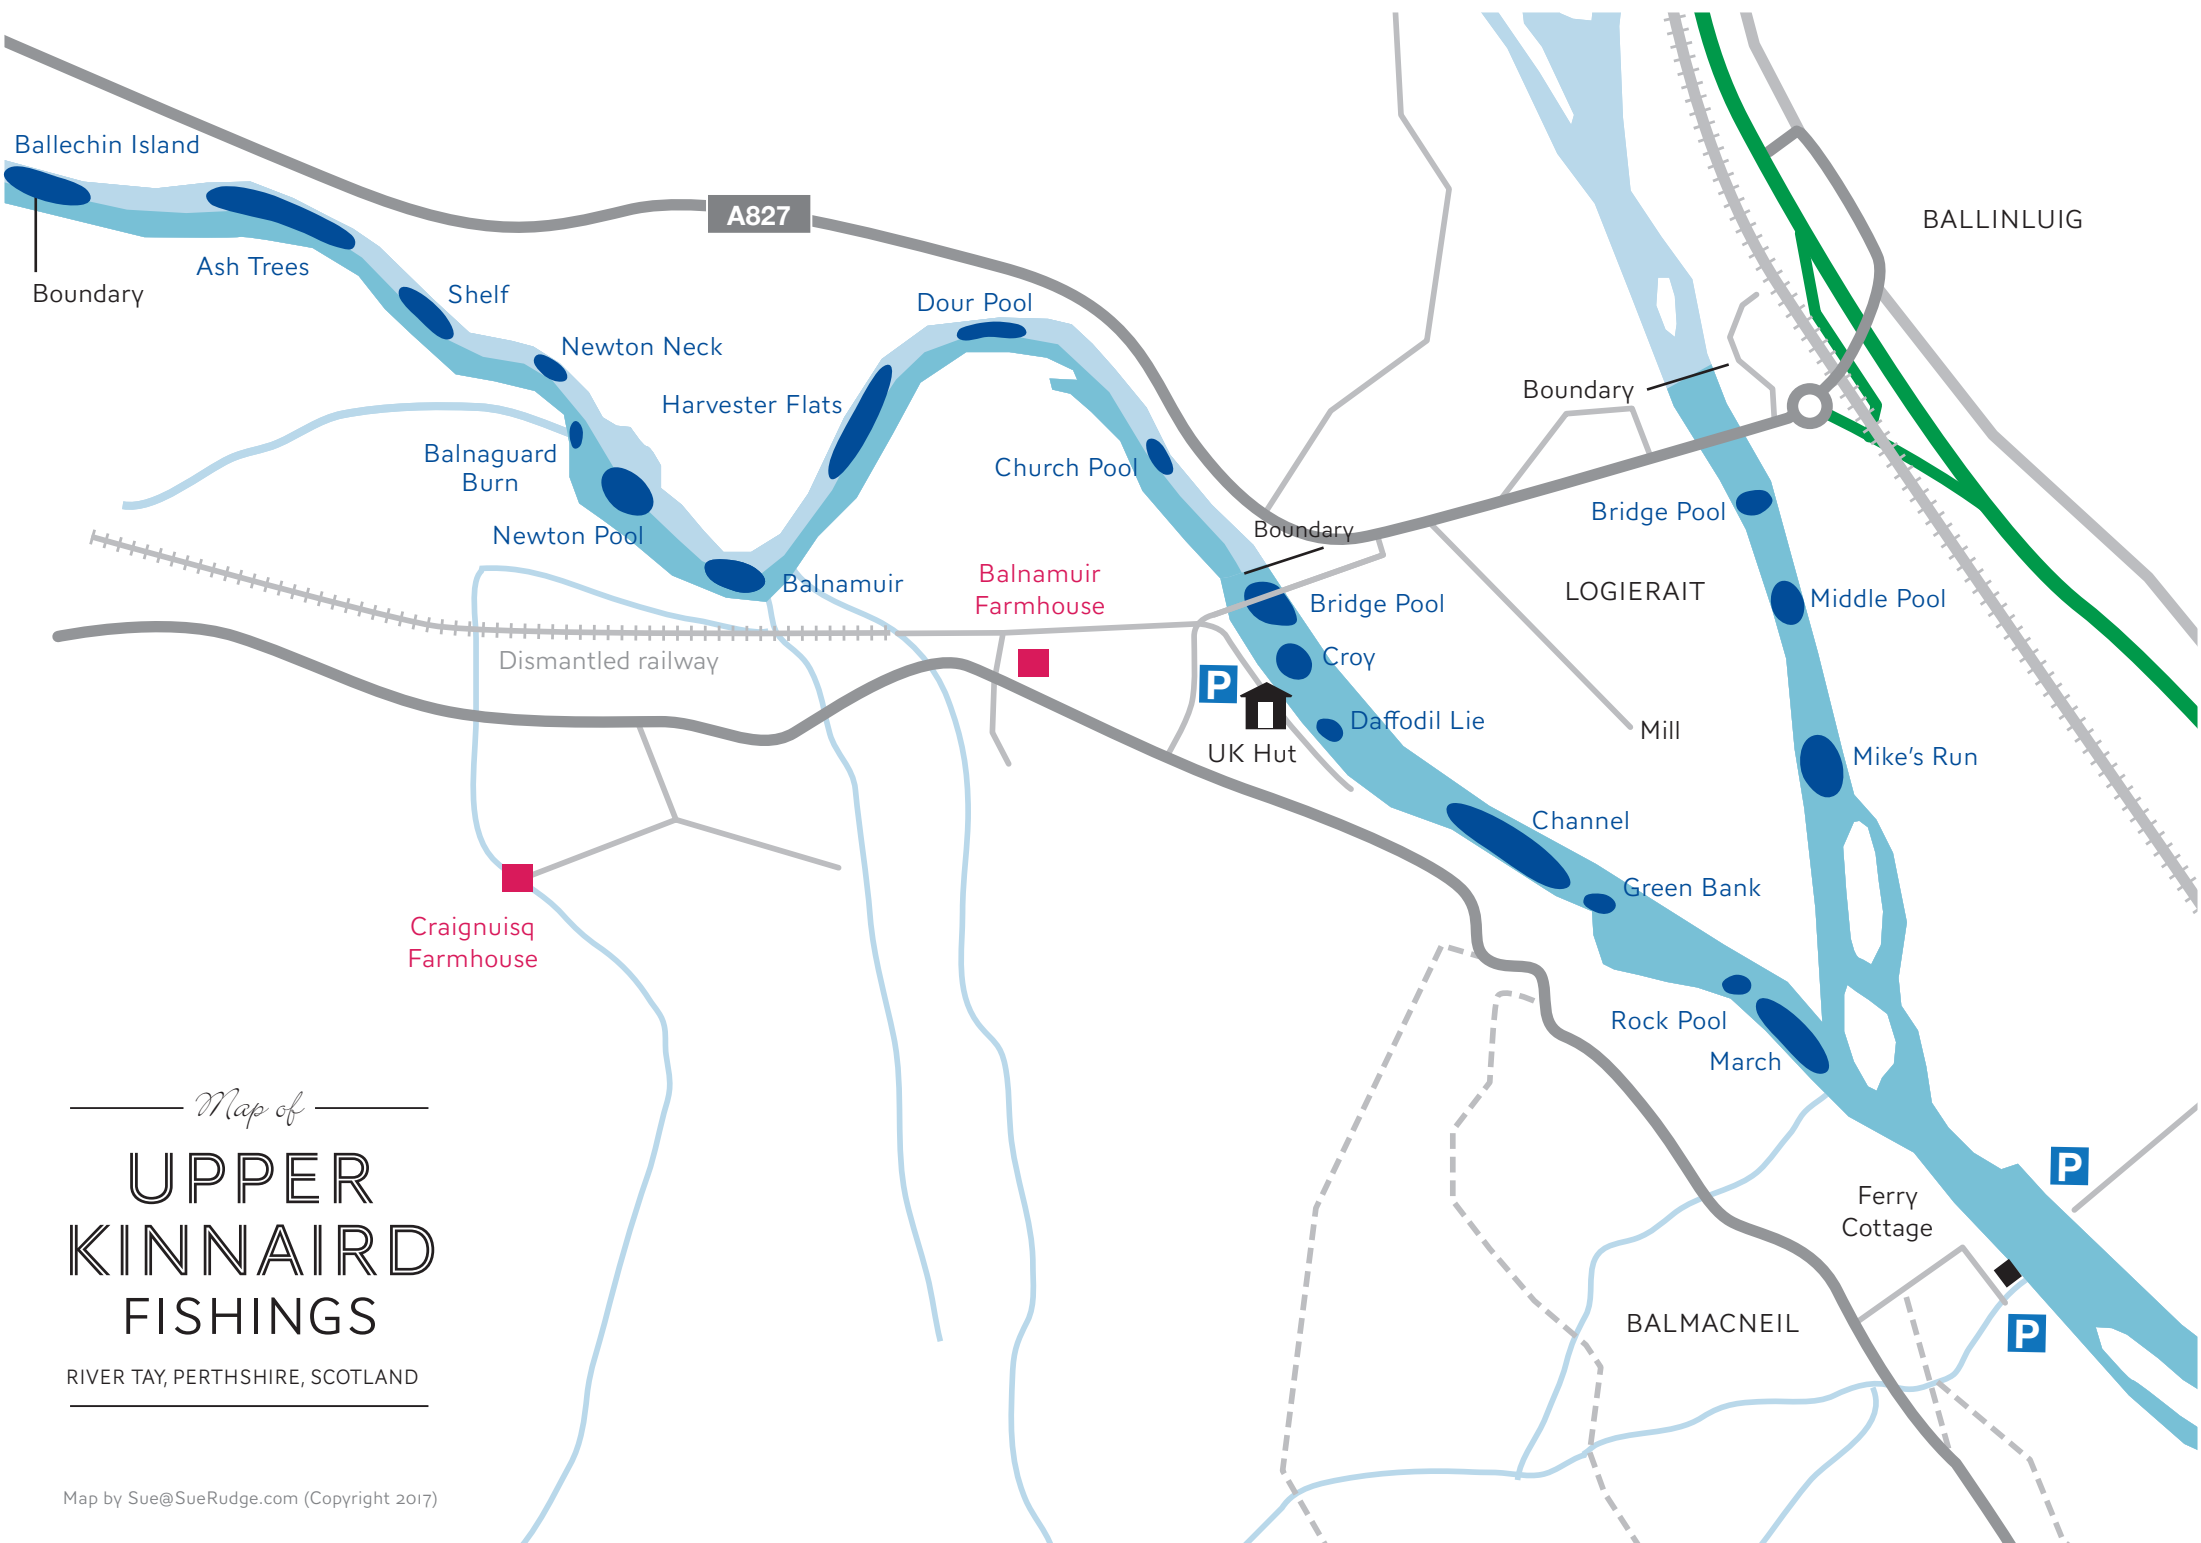 Ballechin Island
Boundary
Ash Trees
Shelf
Newton Neck
A827
Dour Pool
Harvester Flats
Balnaguard
Burn
Newton Pool
Balnamuir
Church Pool
Boundary
Boundary
BALLINLUIG
Bridge Pool
Balnamuir
Farmhouse
Bridge Pool
LOGIERAIT
Middle Pool
Dismantled railway
P
Croy
UK Hut
Daffodil Lie
Mill
Mike's Run
Channel
Green Bank
Craignuisq
Farmhouse
Rock Pool
March
Map of
UPPER
KINNAIRD
FISHINGS
RIVER TAY, PERTHSHIRE, SCOTLAND
P
Ferry
Cottage
BALMACNEIL
P
Map by Sue@SueRudge.com (Copyright 2017)